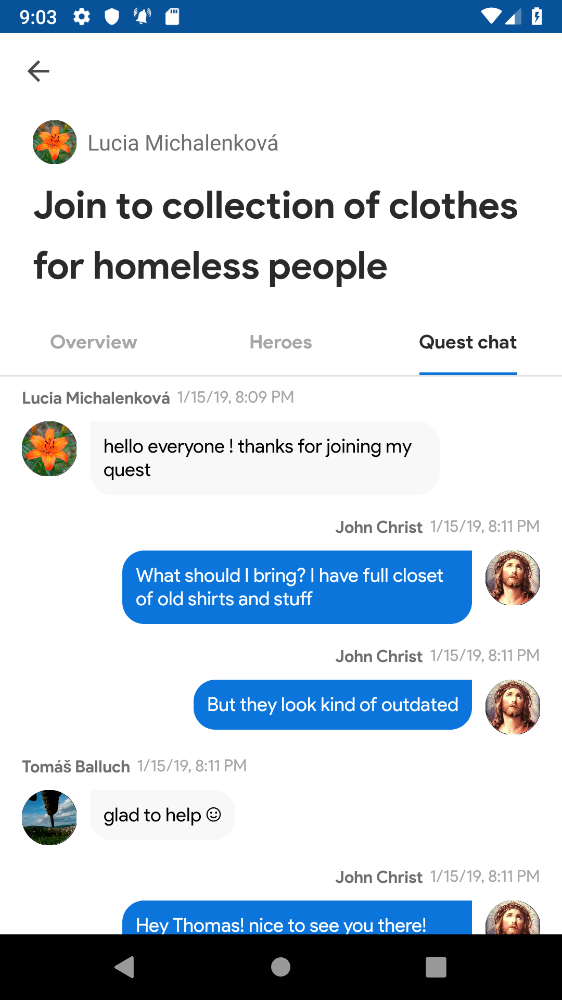 9:03
Lucia Michalenková
Join to collection of clothes
for homeless people
Overview Heroes Quest chat
Lucia Michalenková 1/15/19, 8:09 PM
hello everyone ! thanks for joining my
quest
John Christ 1/15/19, 8:11 PM
What should I bring? I have full closet
of old shirts and stuff
John Christ 1/15/19, 8:11 PM
But they look kind of outdated
Tomáš Balluch 1/15/19, 8:11 PM
glad to help ☺
John Christ 1/15/19, 8:11 PM
Hey Thomas! nice to see you there!